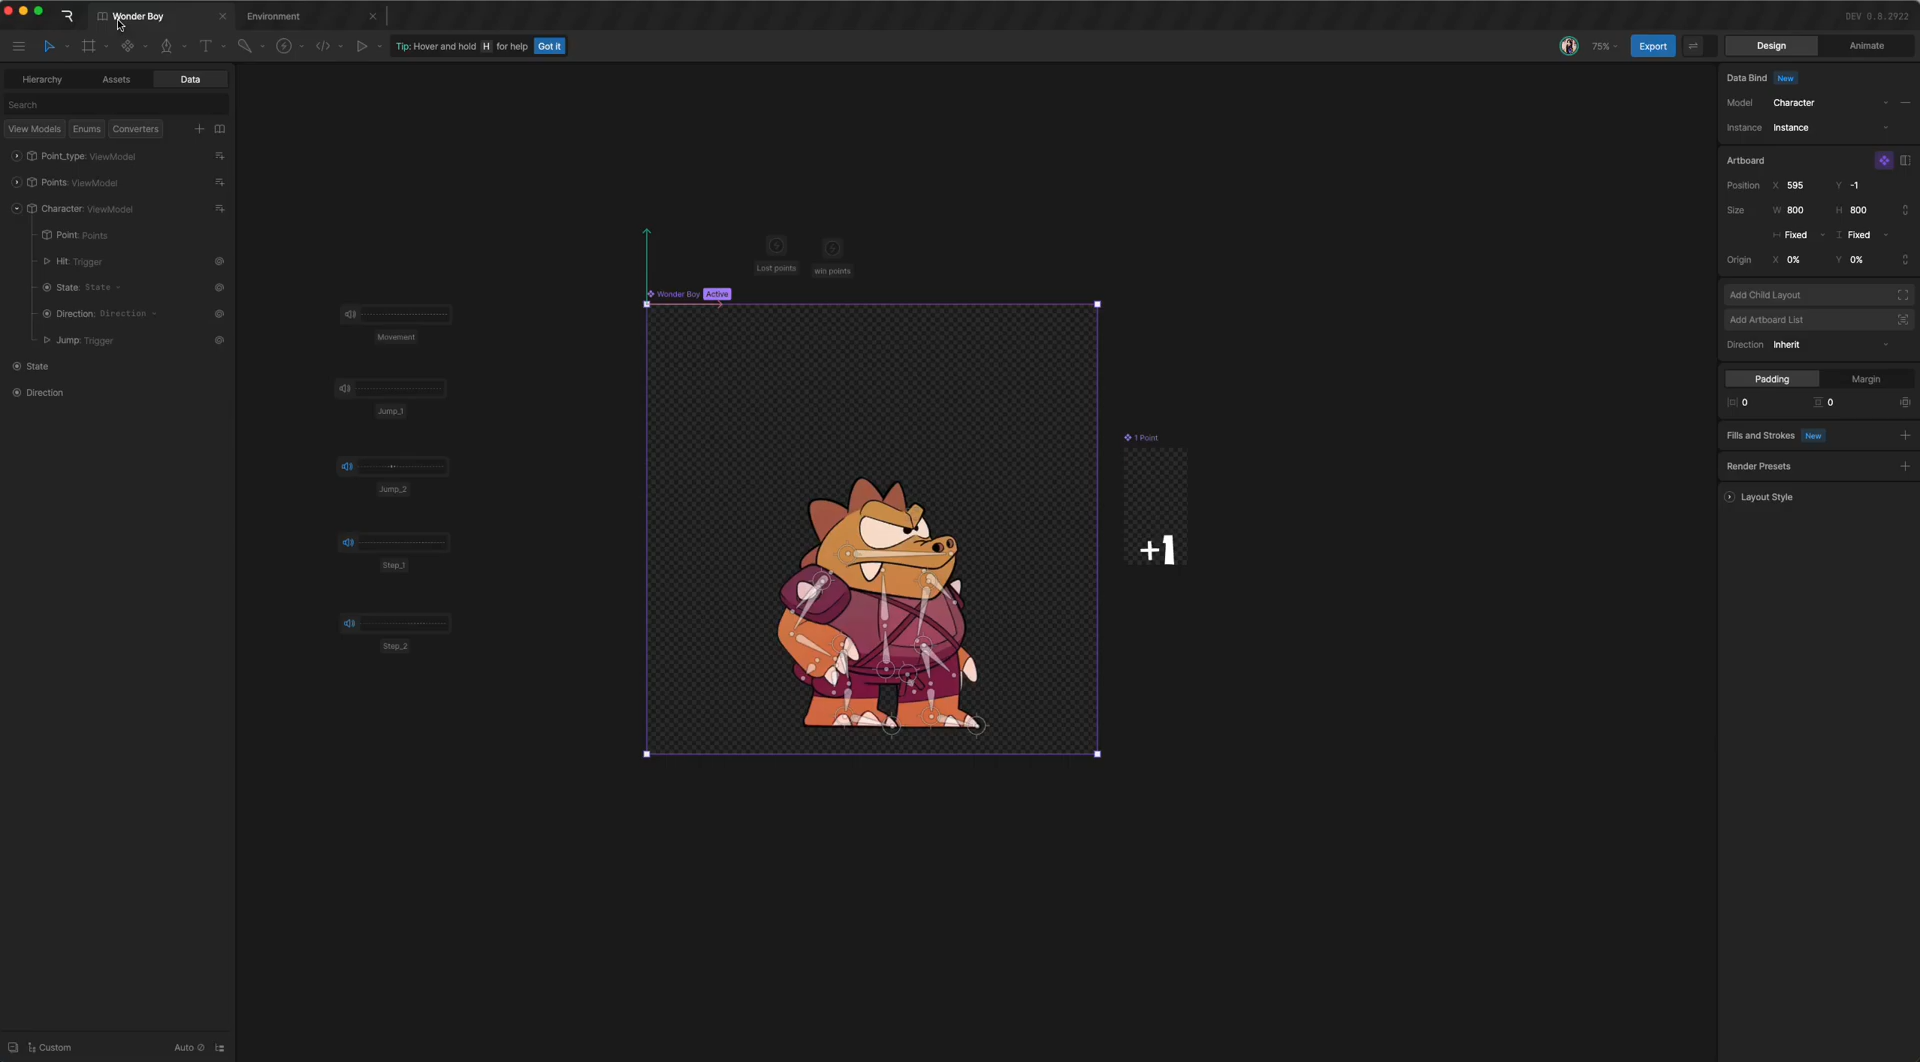 Wonder Boy
Environment
DEV 0.8.2922
Tip: Hover and hold H for help Got it
75%
Export
Design
Animate
Hierarchy
Assets
Data
Search
View Models
Enums
Converters
Point_type: ViewModel
Points: ViewModel
Character: ViewModel
Point: Points
Hit: Trigger
State: State
Direction: Direction
Jump: Trigger
State
Direction
Custom
Auto
Lost points
win points
Wonder Boy Active
Movement
Jump_1
Jump_2
Step_1
Step_2
1 Point
+1
Data Bind New
Model Character
Instance Instance
Artboard
Position X 595 Y -1
Size W 800 H 800
Fixed Fixed
Origin X 0% Y 0%
Add Child Layout
Add Artboard List
Direction Inherit
Padding
Margin
0 0
Fills and Strokes New
Render Presets
Layout Style